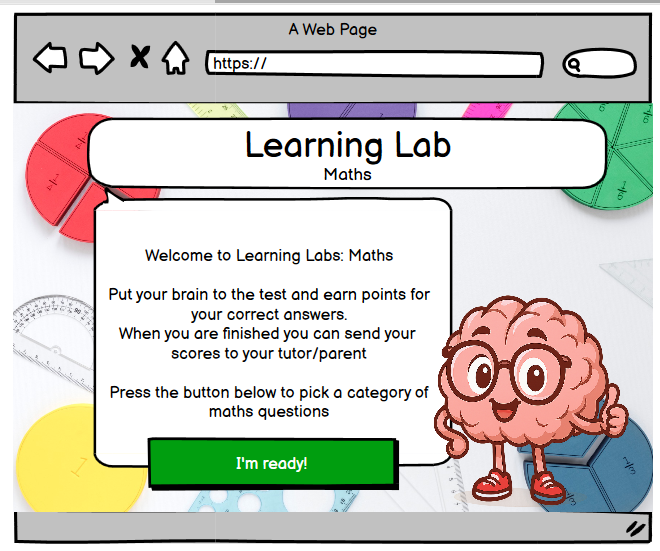 A Web Page
https://
Learning Lab
Maths
Welcome to Learning Labs: Maths
Put your brain to the test and earn points for
your correct answers.
When you are finished you can send your
scores to your tutor/parent
Press the button below to pick a category of
maths questions
I'm ready!